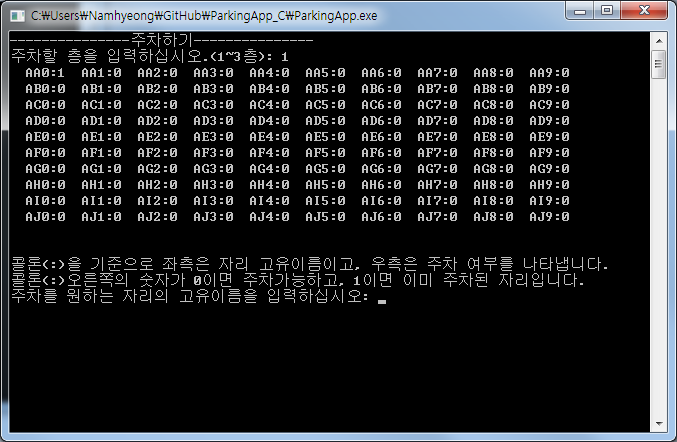 C:₩Users₩Namhyeong₩GitHub₩ParkingApp_C₩ParkingApp.exe
---------------주차하기---------------
주차할 층을 입력하십시오.(1~3층): 1
AA0:1 AA1:0 AA2:0 AA3:0 AA4:0 AA5:0 AA6:0 AA7:0 AA8:0 AA9:0
AB0:0 AB1:0 AB2:0 AB3:0 AB4:0 AB5:0 AB6:0 AB7:0 AB8:0 AB9:0
AC0:0 AC1:0 AC2:0 AC3:0 AC4:0 AC5:0 AC6:0 AC7:0 AC8:0 AC9:0
AD0:0 AD1:0 AD2:0 AD3:0 AD4:0 AD5:0 AD6:0 AD7:0 AD8:0 AD9:0
AE0:0 AE1:0 AE2:0 AE3:0 AE4:0 AE5:0 AE6:0 AE7:0 AE8:0 AE9:0
AF0:0 AF1:0 AF2:0 AF3:0 AF4:0 AF5:0 AF6:0 AF7:0 AF8:0 AF9:0
AG0:0 AG1:0 AG2:0 AG3:0 AG4:0 AG5:0 AG6:0 AG7:0 AG8:0 AG9:0
AH0:0 AH1:0 AH2:0 AH3:0 AH4:0 AH5:0 AH6:0 AH7:0 AH8:0 AH9:0
AI0:0 AI1:0 AI2:0 AI3:0 AI4:0 AI5:0 AI6:0 AI7:0 AI8:0 AI9:0
AJ0:0 AJ1:0 AJ2:0 AJ3:0 AJ4:0 AJ5:0 AJ6:0 AJ7:0 AJ8:0 AJ9:0
콜론(:)을 기준으로 좌측은 자리 고유이름이고, 우측은 주차 여부를 나타냅니다.
콜론(:)오른쪽의 숫자가 0이면 주차가능하고, 1이면 이미 주차된 자리입니다.
주차를 원하는 자리의 고유이름을 입력하십시오: